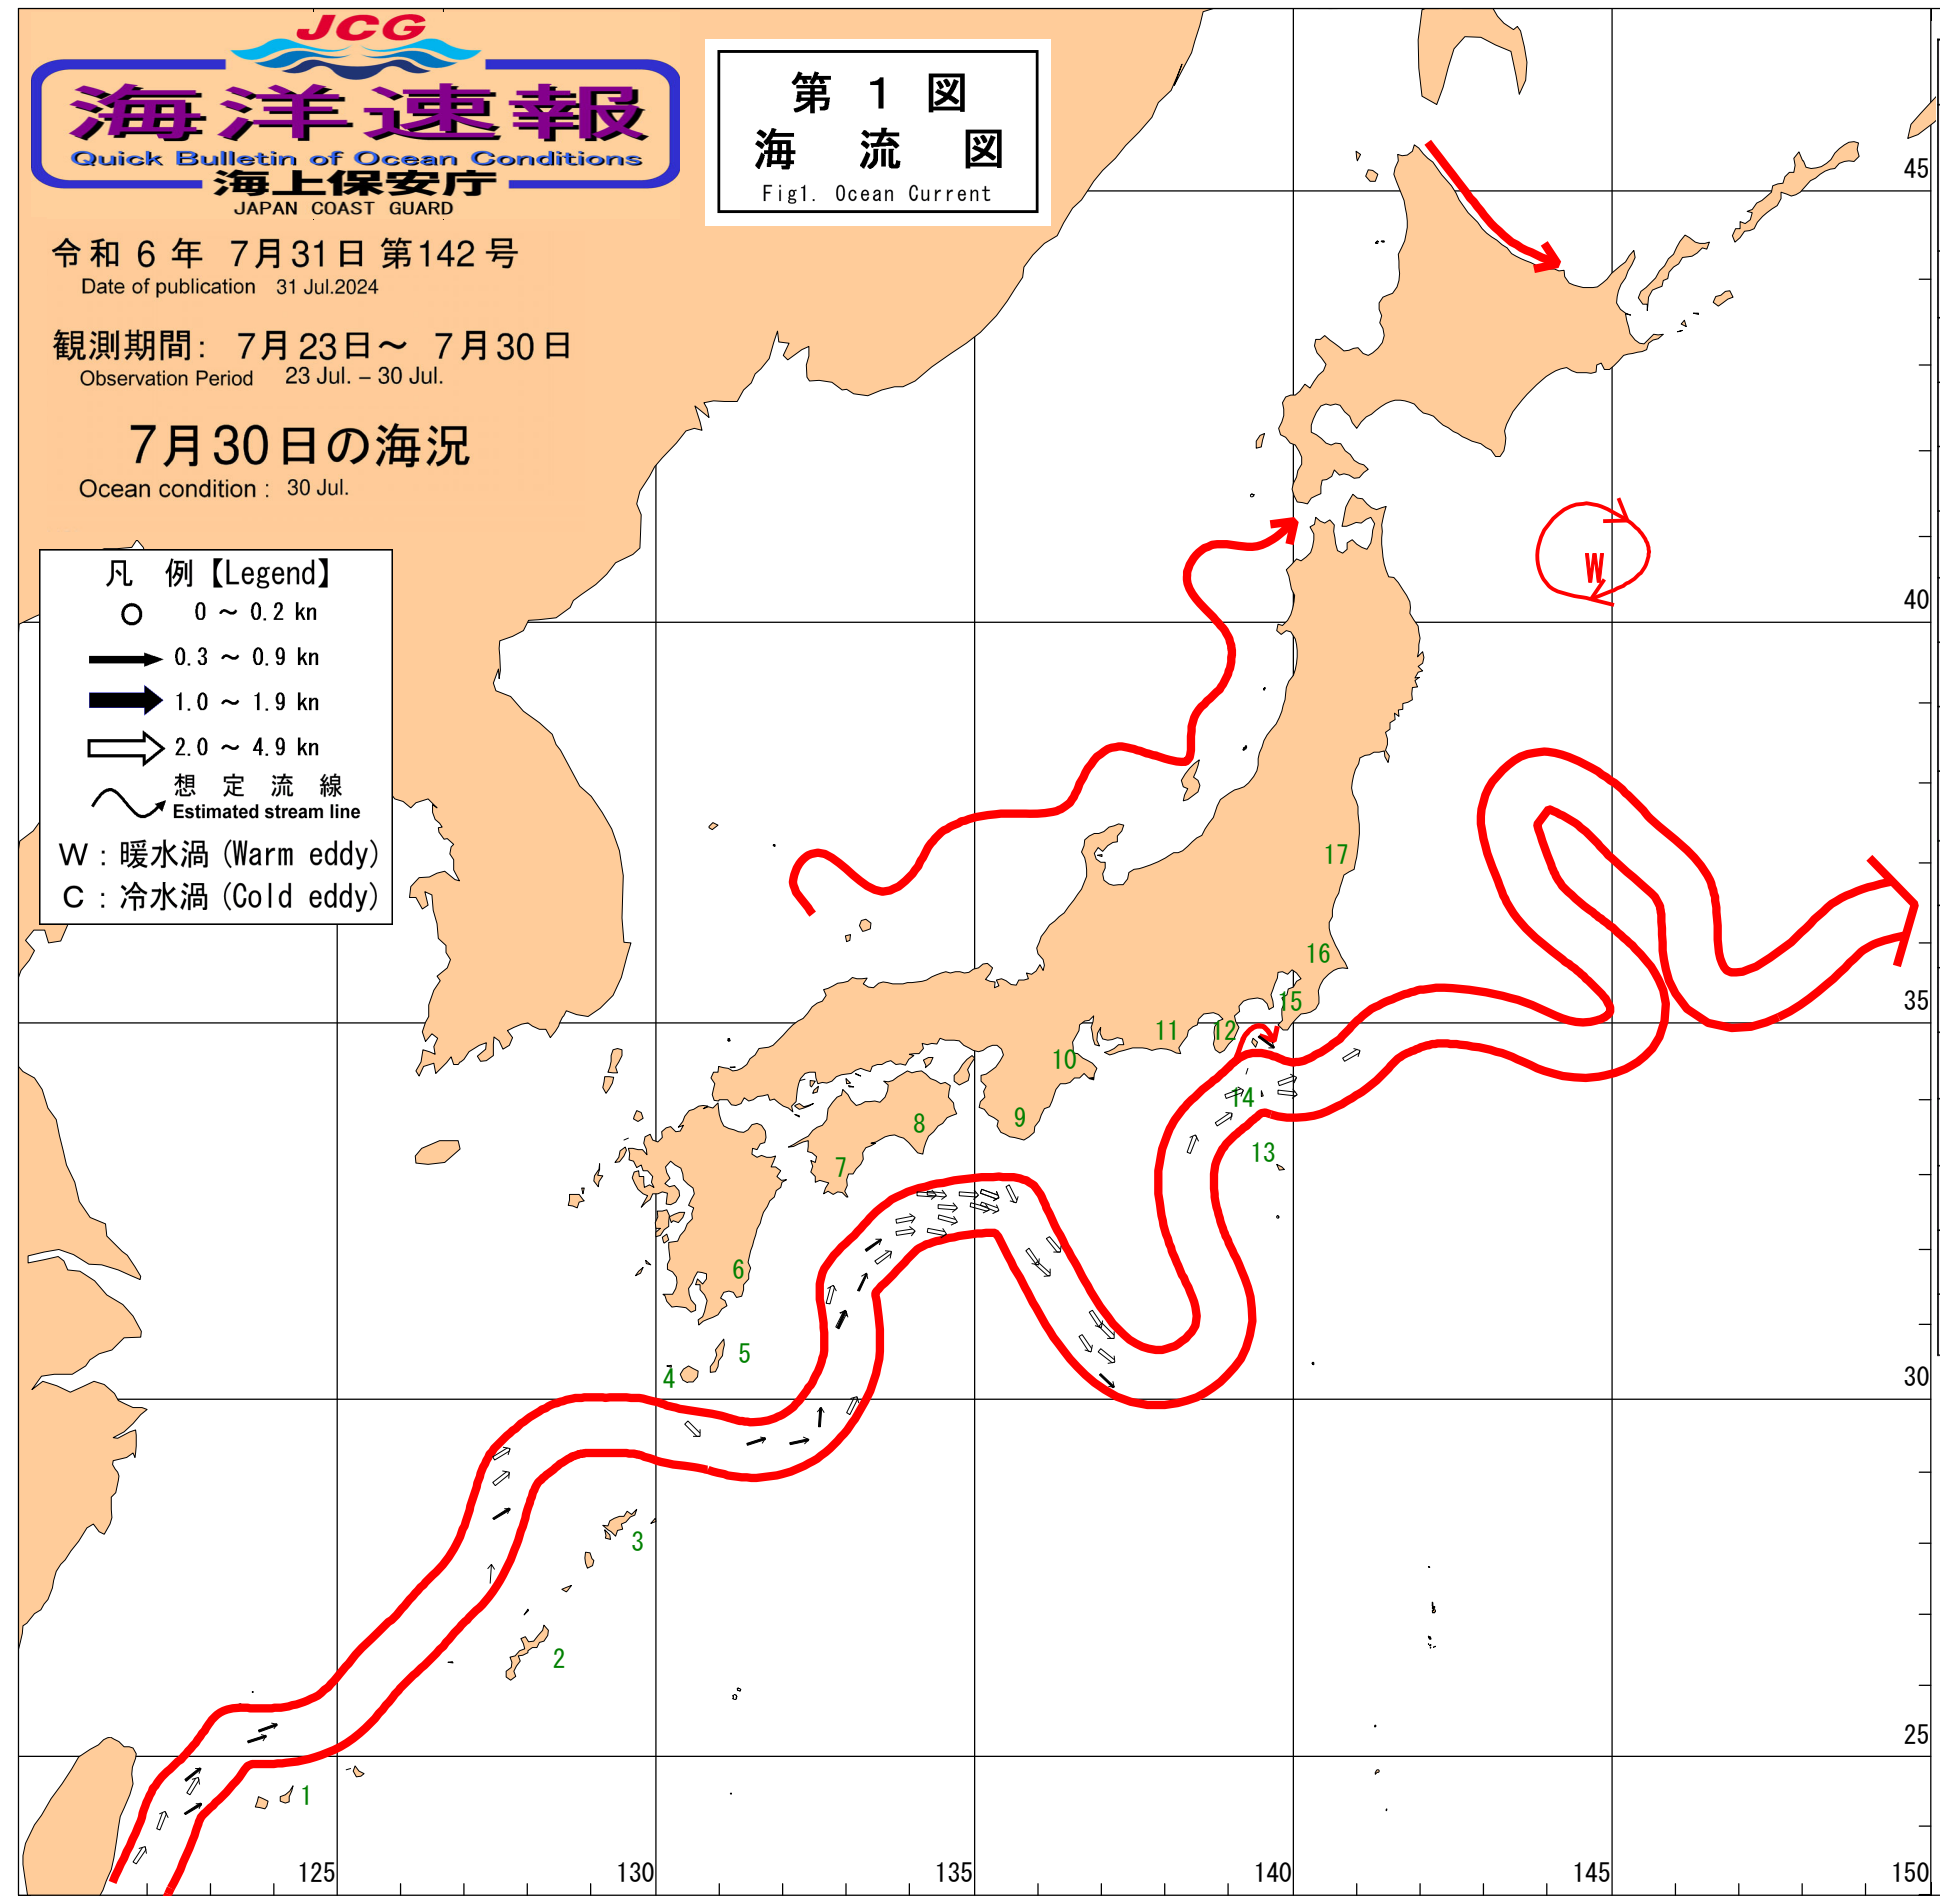 JCG
海洋速報
Quick Bulletin of Ocean Conditions
海上保安庁
JAPAN COAST GUARD
第 1 図
海 流 図
Fig1. Ocean Current
令和 6 年 7月31日 第142号
Date of publication 31 Jul.2024
観測期間: 7月23日～ 7月30日
Observation Period 23 Jul. – 30 Jul.
7月30日の海況
Ocean condition : 30 Jul.
凡 例【Legend】
0 ～ 0.2 kn
0.3 ～ 0.9 kn
1.0 ～ 1.9 kn
2.0 ～ 4.9 kn
想 定 流 線
Estimated stream line
W : 暖水渦 (Warm eddy)
C : 冷水渦 (Cold eddy)
45
W
40
17
16
35
15
12
11
10
14
9
8
13
7
6
5
4
30
3
2
25
1
125
130
135
140
145
150